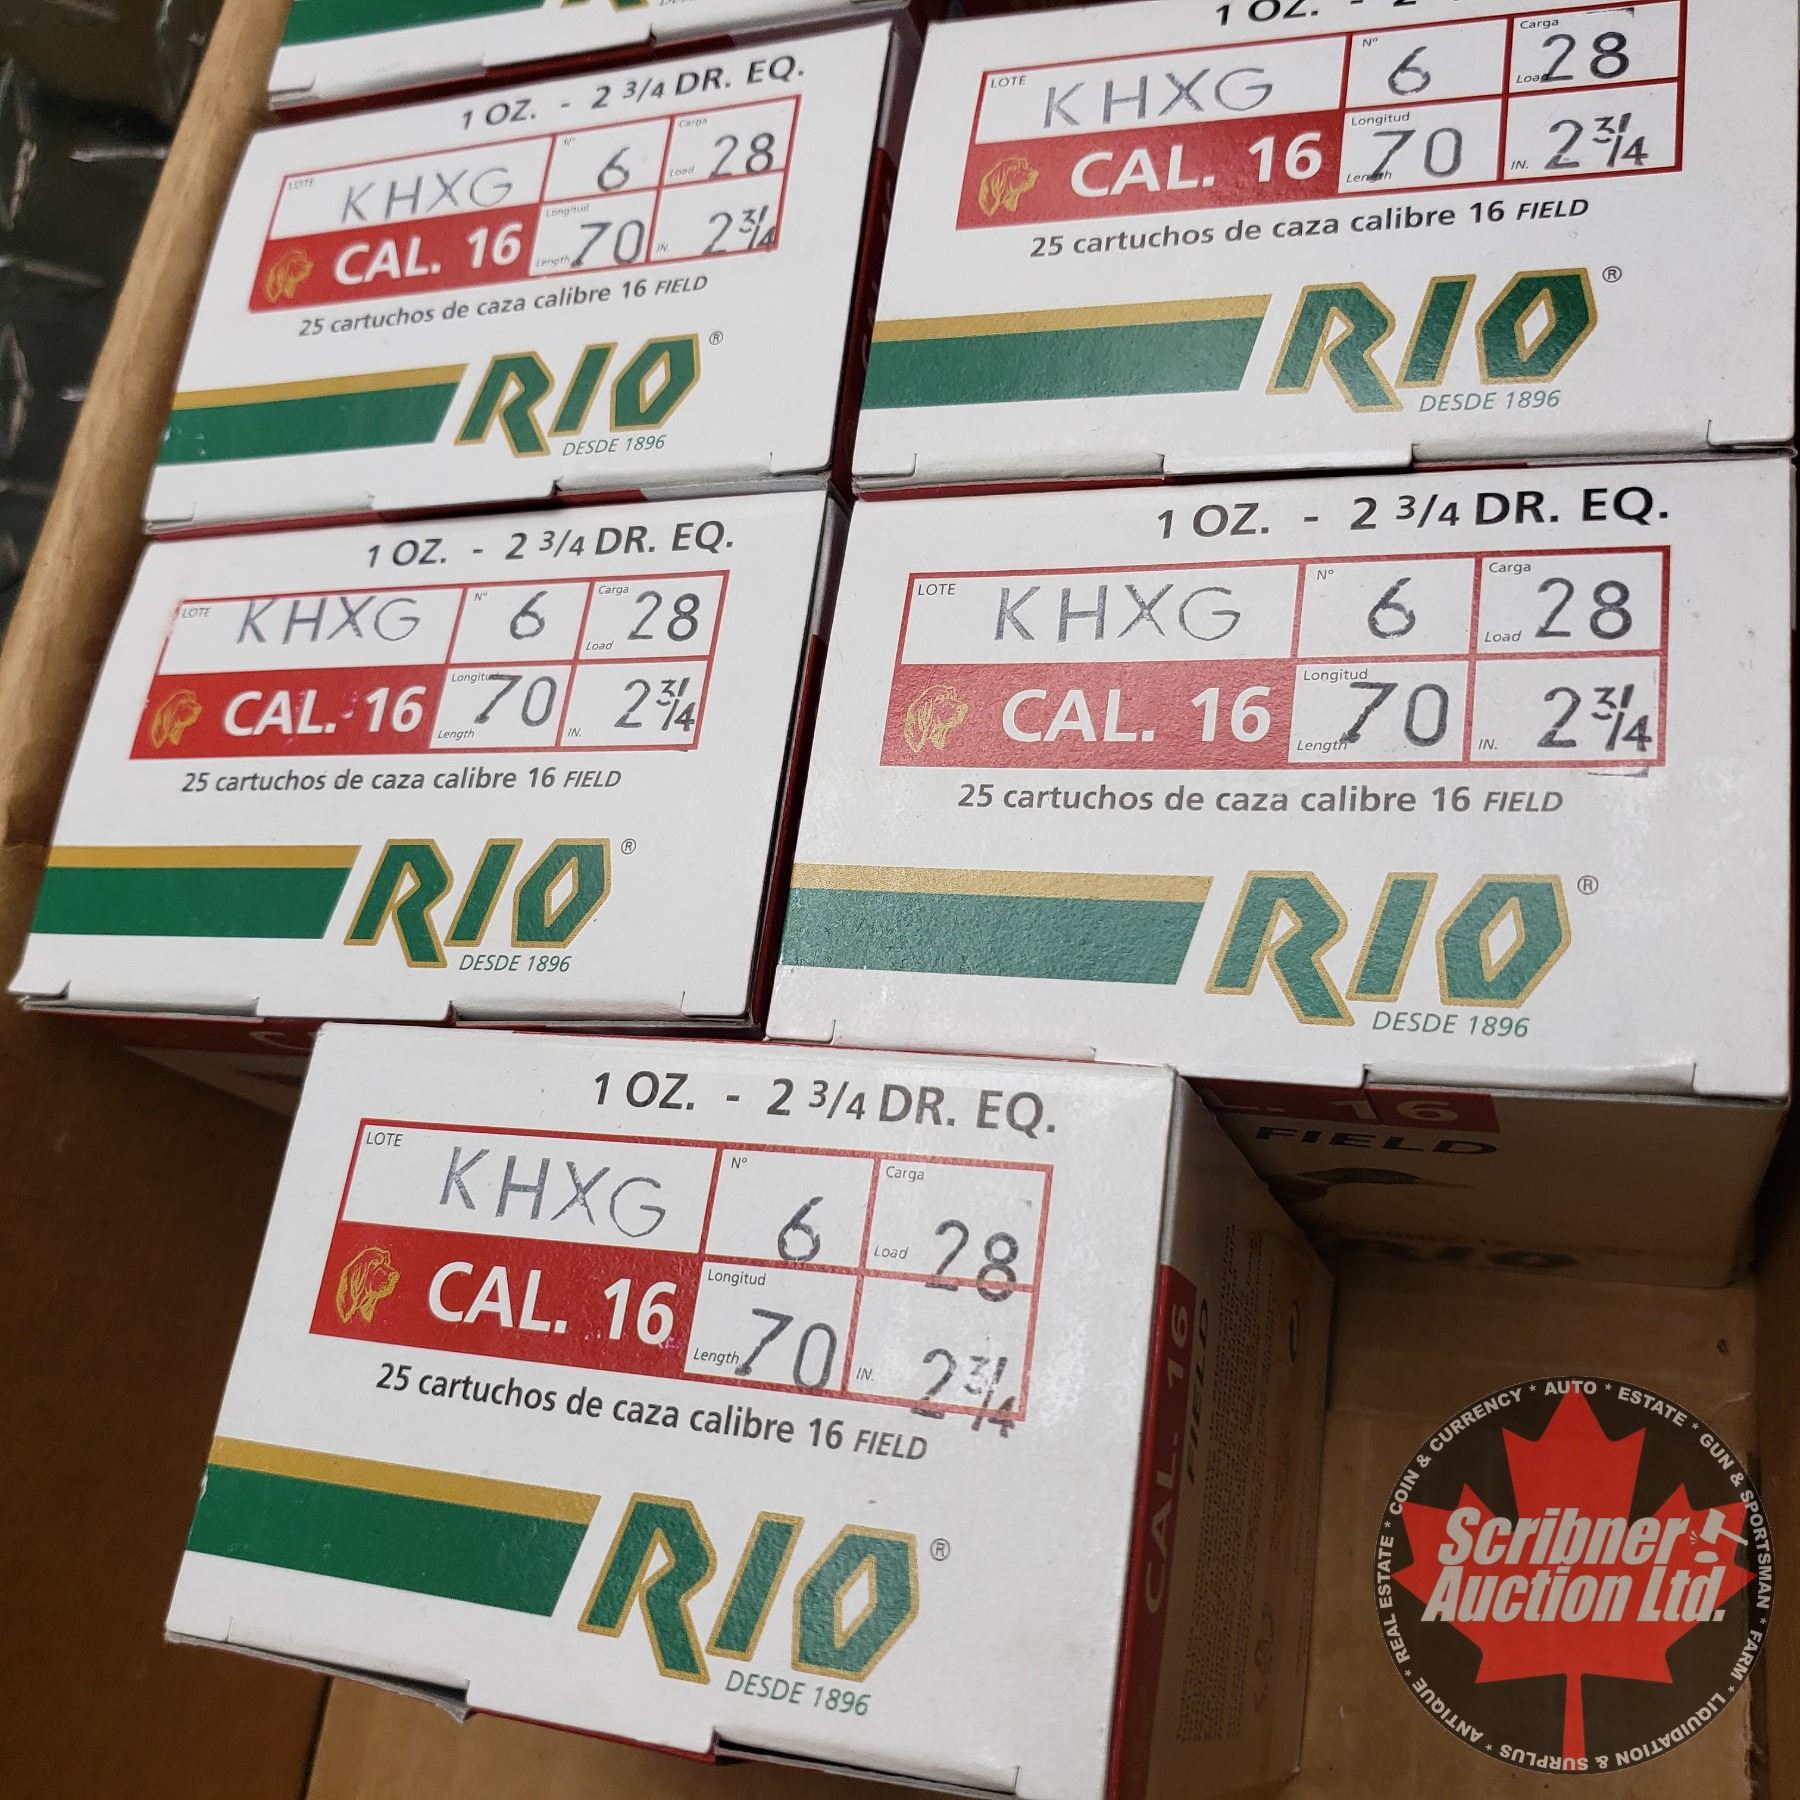 RIO
1 OZ. - 2 3/4 DR. EQ.
LOTE KHXG Nº 6 Carga Load 28
CAL. 16 Longitud Length 70 IN. 2 3/4
25 cartuchos de caza calibre 16 FIELD
RIO®
DESDE 1896
1 OZ. - 2
LOTE KHXG Nº 6 Carga Load 28
CAL. 16 Longitud Length 70 IN. 2 3/4
25 cartuchos de caza calibre 16 FIELD
RIO®
DESDE 1896
1 OZ. - 2 3/4 DR. EQ.
LOTE KHXG Nº 6 Carga Load 28
CAL. 16 Longitud Length 70 IN. 2 3/4
25 cartuchos de caza calibre 16 FIELD
RIO®
DESDE 1896
1 OZ. - 2 3/4 DR. EQ.
LOTE KHXG Nº 6 Carga Load 28
CAL. 16 Longitud Length 70 IN. 2 3/4
25 cartuchos de caza calibre 16 FIELD
RIO®
DESDE 1896
16
FIELD
RIO
1 OZ. - 2 3/4 DR. EQ.
LOTE KHXG Nº 6 Carga Load 28
CAL. 16 Longitud Length 70 IN. 2 3/4
25 cartuchos de caza calibre 16 FIELD
RIO®
DESDE 1896
CAL. 16
FIELD
COIN & CURRENCY * AUTO * ESTATE * GUN & SPORTSMAN * FARM * LIQUIDATION & SURPLUS * ANTIQUE * REAL ESTATE *
Scribner
Auction Ltd.